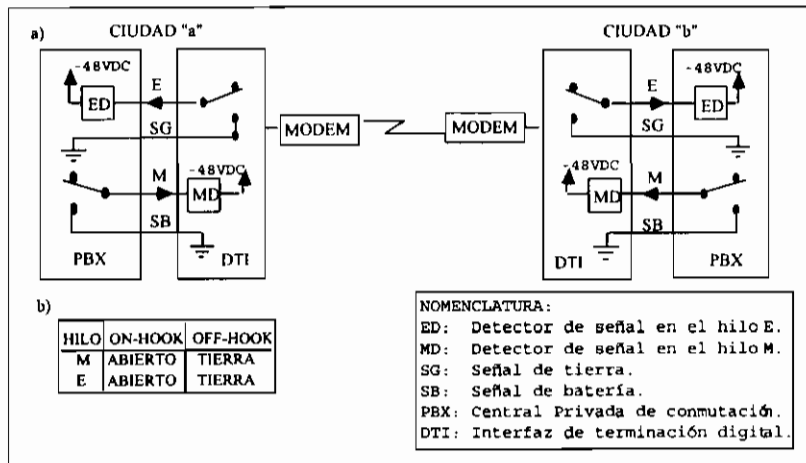 a)
CIUDAD "a"
CIUDAD "b"
-48VDC
E
ED
SG
M
-48VDC
MD
SB
PBX
DTI
MODEM
MODEM
E
-48VDC
ED
SG
-48VDC
M
MD
SB
DTI
PBX
b)
HILO ON-HOOK OFF-HOOK
M ABIERTO TIERRA
E ABIERTO TIERRA
NOMENCLATURA:
ED: Detector de señal en el hilo E.
MD: Detector de señal en el hilo M.
SG: Señal de tierra.
SB: Señal de batería.
PBX: Central Privada de conmutación.
DTI: Interfaz de terminación digital.